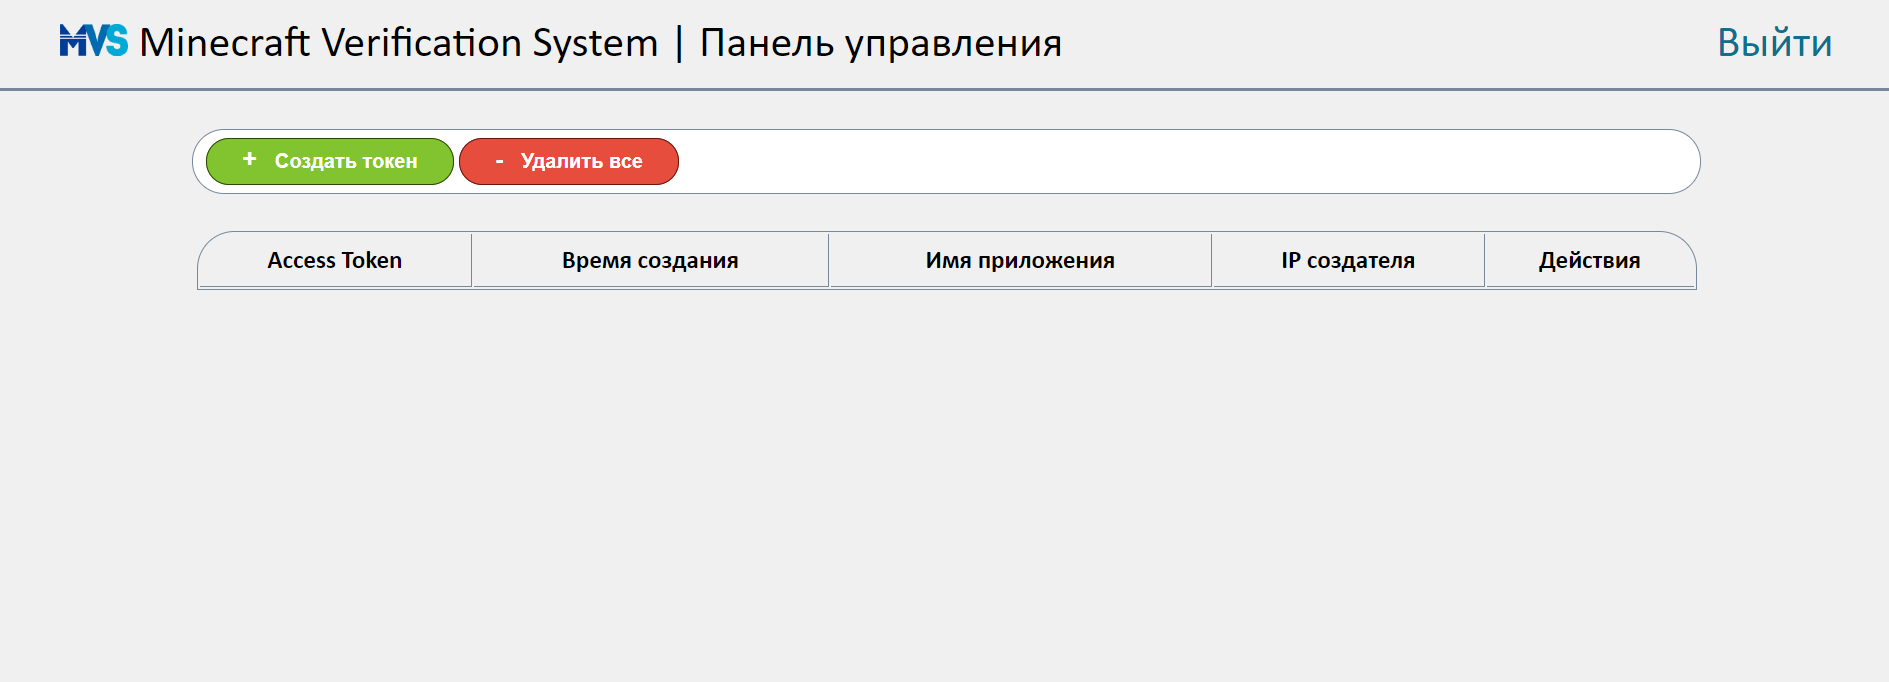 MVS Minecraft Verification System | Панель управления
Выйти
+ Создать токен
- Удалить все
Access Token
Время создания
Имя приложения
IP создателя
Действия